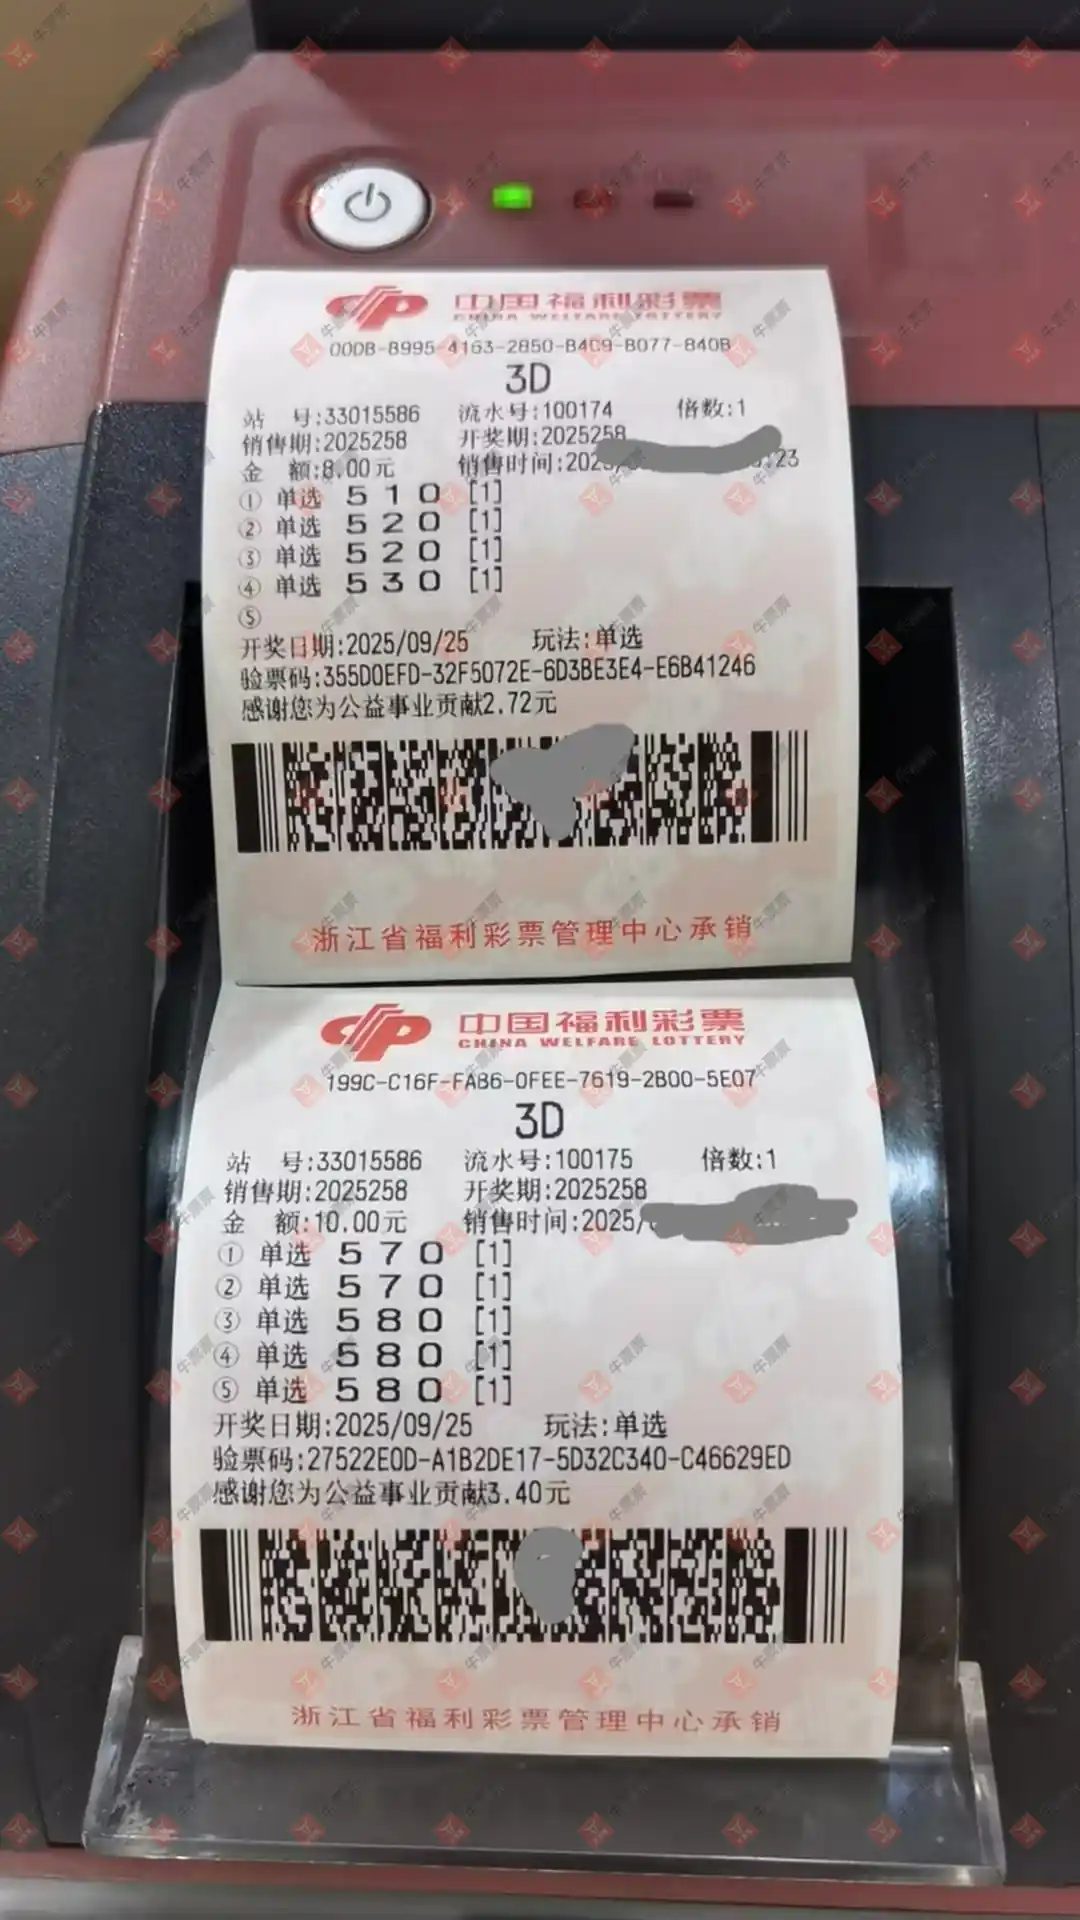 中国福利彩票
CHINA WELFARE LOTTERY
00DB-8995-4163-2850-B4C9-B077-840B
3D
站 号:33015586 流水号:100174 倍数:1
销售期:2025258 开奖期:2025258
金 额:8.00元 销售时间:202 :23
① 单选 5 1 0 [1]
② 单选 5 2 0 [1]
③ 单选 5 2 0 [1]
④ 单选 5 3 0 [1]
⑤
开奖日期:2025/09/25 玩法:单选
验票码:355D0EFD-32F5072E-6D3BE3E4-E6B41246
感谢您为公益事业贡献2.72元
浙江省福利彩票管理中心承销
中国福利彩票
CHINA WELFARE LOTTERY
199C-C16F-FAB6-0FEE-7619-2B00-5E07
3D
站 号:33015586 流水号:100175 倍数:1
销售期:2025258 开奖期:2025258
金 额:10.00元 销售时间:2025/
① 单选 5 7 0 [1]
② 单选 5 7 0 [1]
③ 单选 5 8 0 [1]
④ 单选 5 8 0 [1]
⑤ 单选 5 8 0 [1]
开奖日期:2025/09/25 玩法:单选
验票码:27522E0D-A1B2DE17-5D32C340-C46629ED
感谢您为公益事业贡献3.40元
浙江省福利彩票管理中心承销